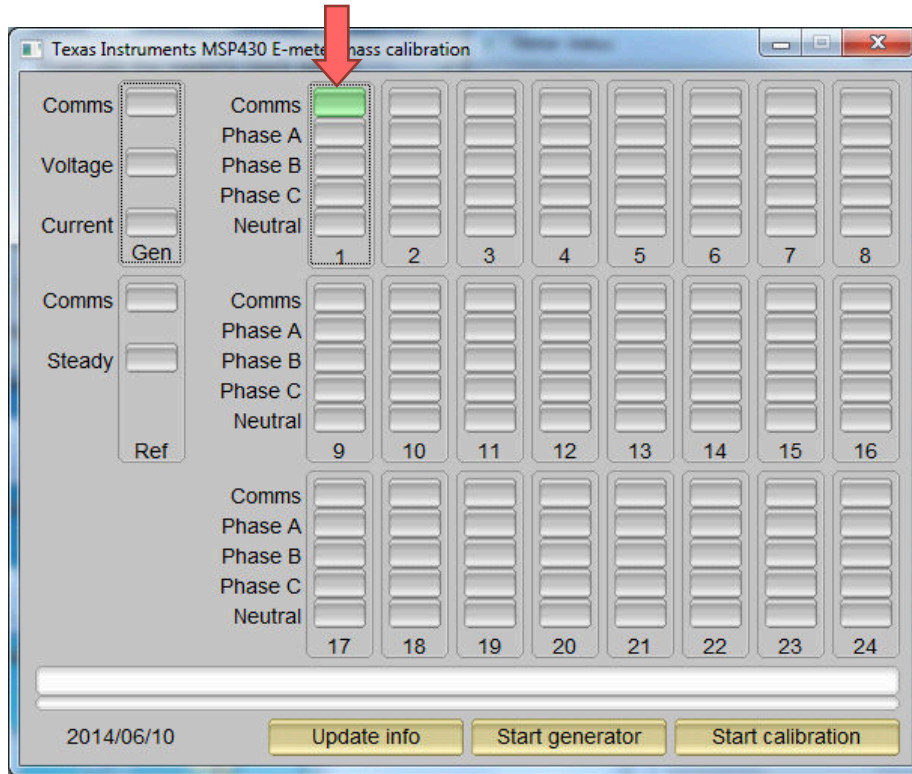 Texas Instruments MSP430 E-mete mass calibration
Comms Comms
Phase A
Voltage Phase B
Phase C
Current Neutral
Gen 1 2 3 4 5 6 7 8
Comms Comms
Phase A
Steady Phase B
Phase C
Neutral
Ref 9 10 11 12 13 14 15 16
Comms
Phase A
Phase B
Phase C
Neutral
17 18 19 20 21 22 23 24
2014/06/10 Update info Start generator Start calibration